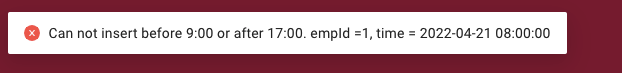 Can not insert before 9:00 or after 17:00. empId =1, time = 2022-04-21 08:00:00